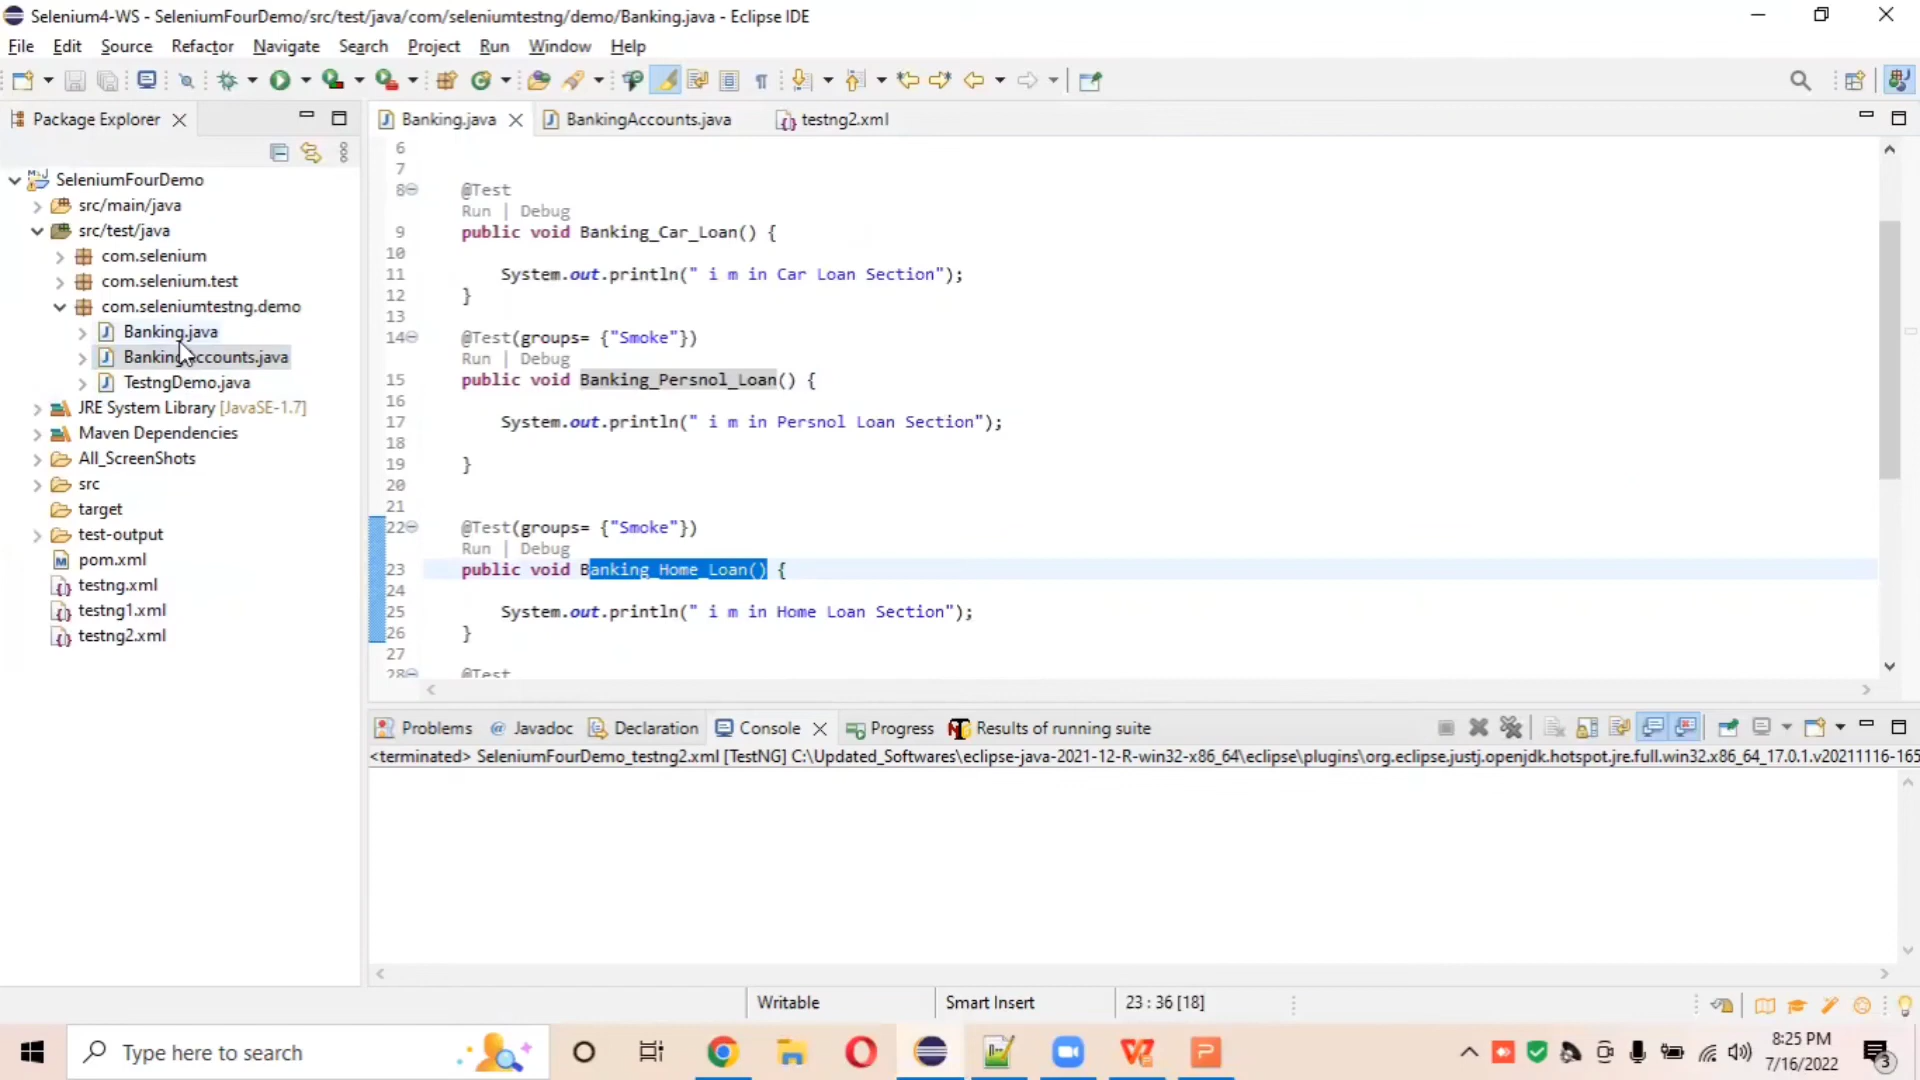 Selenium4-WS - SeleniumFourDemo/src/test/java/com/seleniumtestng/demo/Banking.java - Eclipse IDE
File Edit Source Refactor Navigate Search Project Run Window Help
Package Explorer
SeleniumFourDemo
src/main/java
src/test/java
com.selenium
com.selenium.test
com.seleniumtestng.demo
Banking.java
BankingAccounts.java
TestngDemo.java
JRE System Library [JavaSE-1.7]
Maven Dependencies
All_ScreenShots
src
target
test-output
pom.xml
testng.xml
testng1.xml
testng2.xml
Banking.java BankingAccounts.java testng2.xml
6
7
8 @Test
Run | Debug
9 public void Banking_Car_Loan() {
10
11 System.out.println(" i m in Car Loan Section");
12 }
13
14 @Test(groups= {"Smoke"})
Run | Debug
15 public void Banking_Persnol_Loan() {
16
17 System.out.println(" i m in Persnol Loan Section");
18
19 }
20
21
22 @Test(groups= {"Smoke"})
Run | Debug
23 public void Banking_Home_Loan() {
24
25 System.out.println(" i m in Home Loan Section");
26 }
27
28 @Test
Problems @ Javadoc Declaration Console Progress Results of running suite
<terminated> SeleniumFourDemo_testng2.xml [TestNG] C:\Updated_Softwares\eclipse-java-2021-12-R-win32-x86_64\eclipse\plugins\org.eclipse.justj.openjdk.hotspot.jre.full.win32.x86_64_17.0.1.v20211116-165
Writable Smart Insert 23 : 36 [18]
Type here to search
8:25 PM
7/16/2022
3